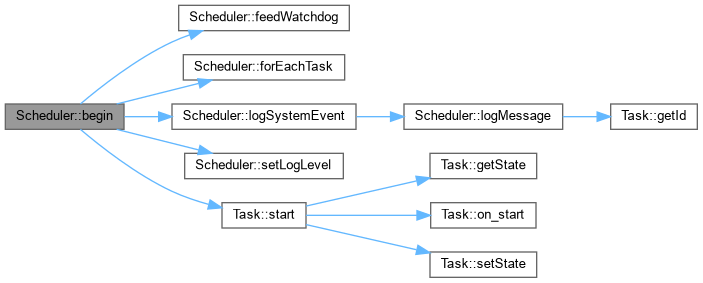 Scheduler::feedWatchdog
Scheduler::forEachTask
Scheduler::begin
Scheduler::logSystemEvent
Scheduler::logMessage
Task::getId
Scheduler::setLogLevel
Task::getState
Task::start
Task::on_start
Task::setState